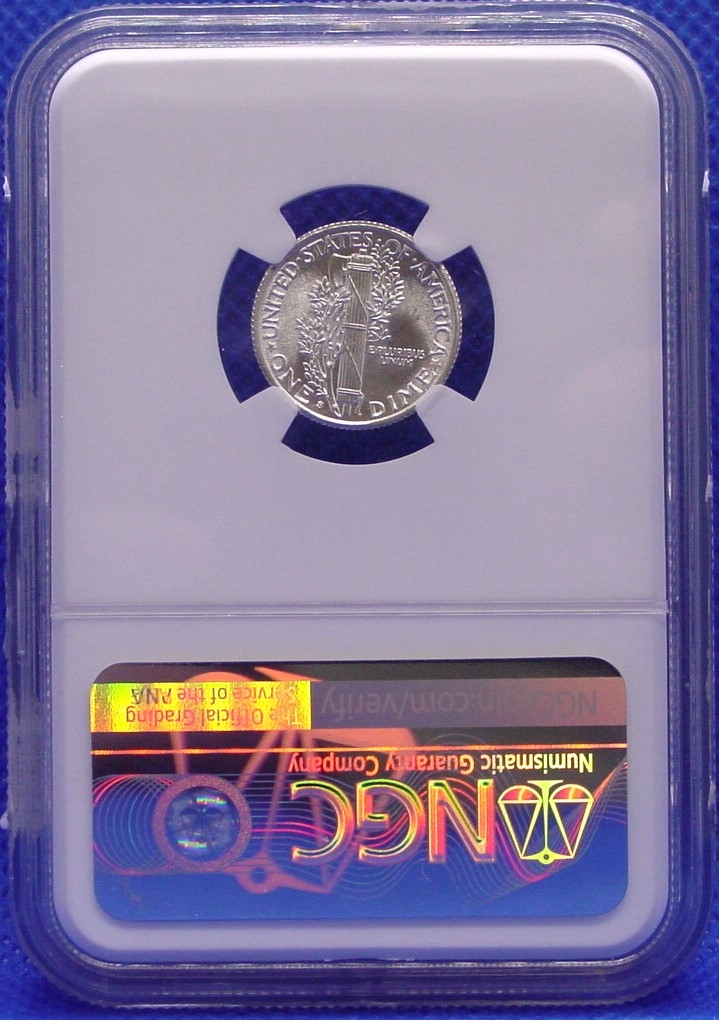 UNITED·STATES·OF·AMERICA
E·PLURIBUS
UNUM
ONE DIME
S
NGC
Numismatic Guaranty Company
The Official Grading
Service of the ANA
NGCcoin.com/verify